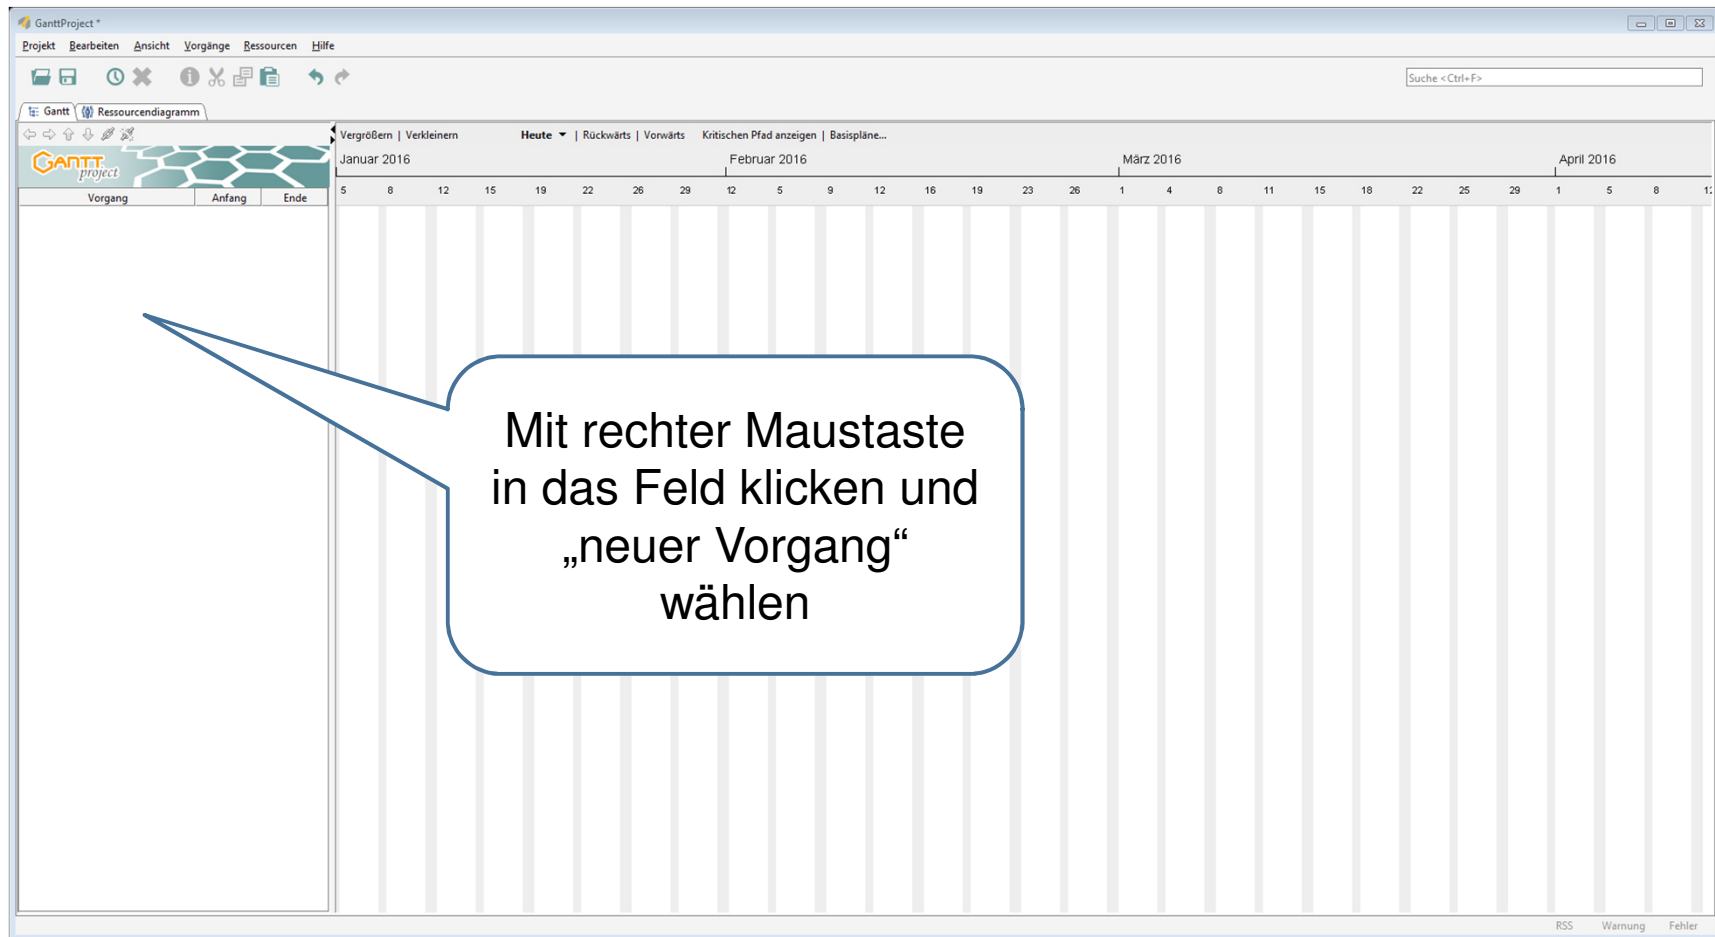 GanttProject *
Projekt Bearbeiten Ansicht Vorgänge Ressourcen Hilfe
Suche <Ctrl+F>
Gantt Ressourcendiagramm
Vergrößern | Verkleinern Heute | Rückwärts | Vorwärts Kritischen Pfad anzeigen | Basispläne...
GANTT
project
Januar 2016 Februar 2016 März 2016 April 2016
5 8 12 15 19 22 26 29 12 5 9 12 16 19 23 26 1 4 8 11 15 18 22 25 29 1 5 8
Vorgang Anfang Ende
Mit rechter Maustaste
in das Feld klicken und
„neuer Vorgang“
wählen
RSS Warnung Fehler